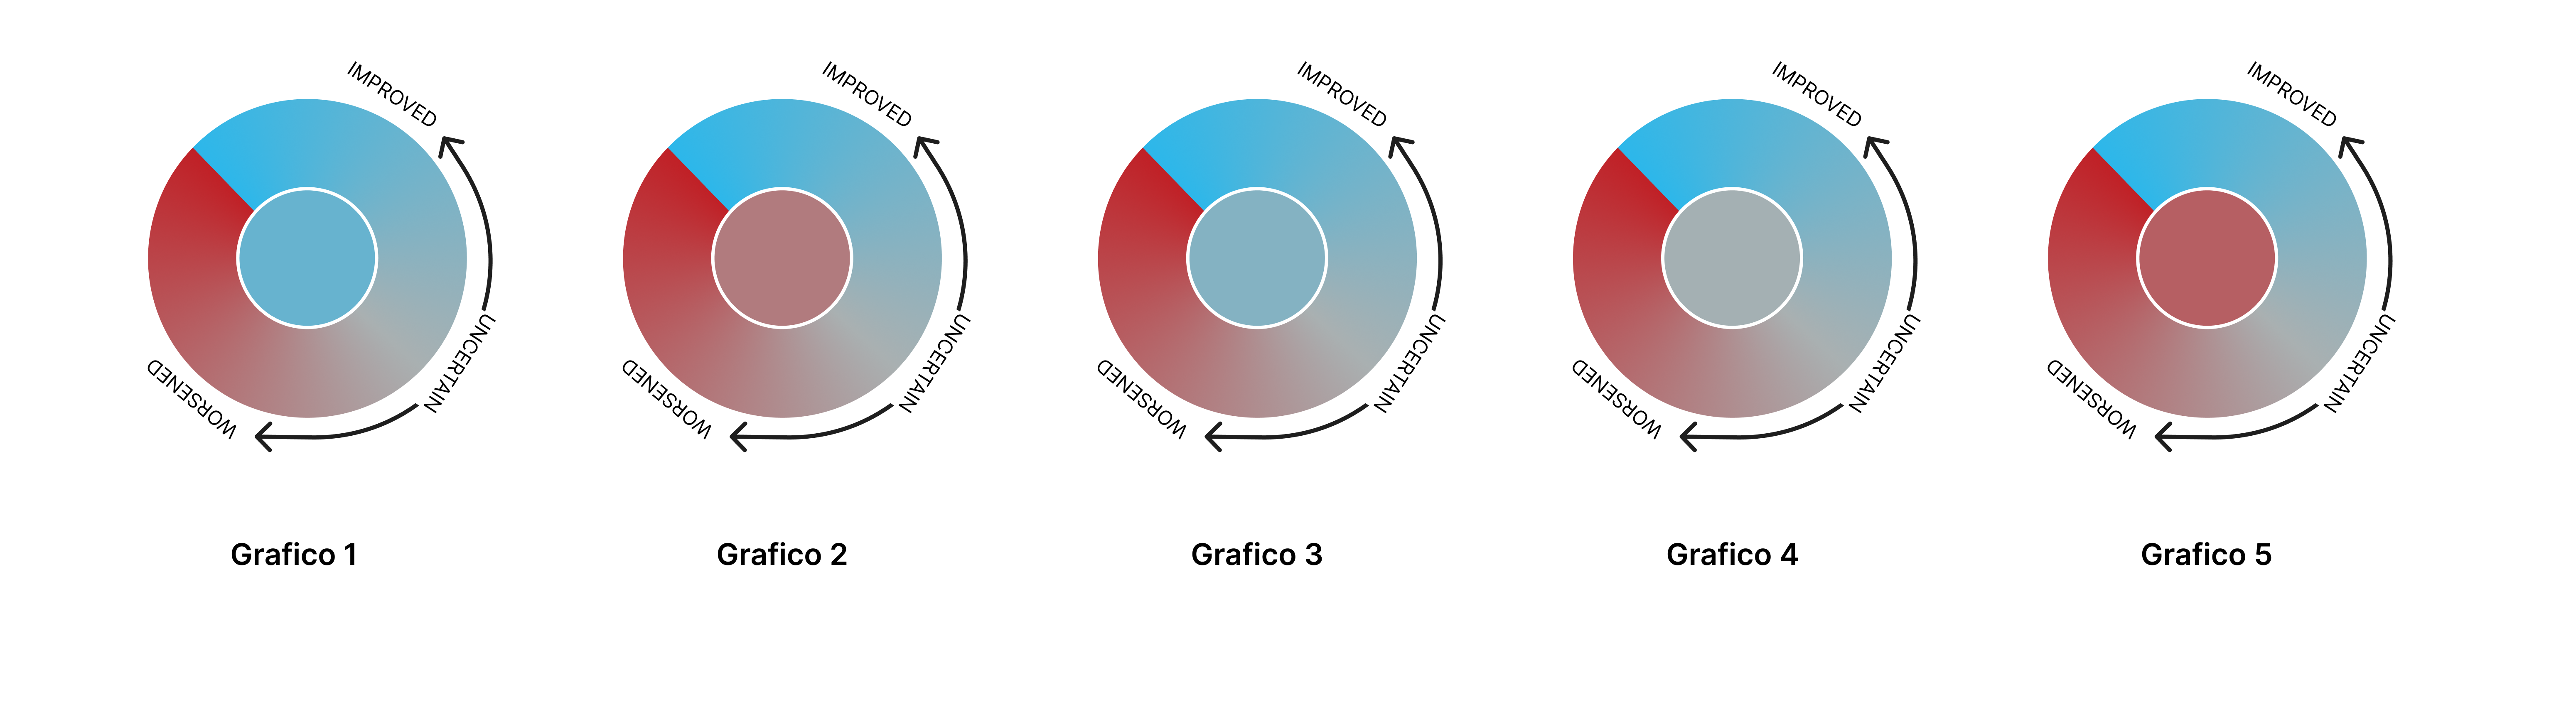 IMPROVED
UNCERTAIN
WORSENED
Grafico 1
IMPROVED
UNCERTAIN
WORSENED
Grafico 2
IMPROVED
UNCERTAIN
WORSENED
Grafico 3
IMPROVED
UNCERTAIN
WORSENED
Grafico 4
IMPROVED
UNCERTAIN
WORSENED
Grafico 5